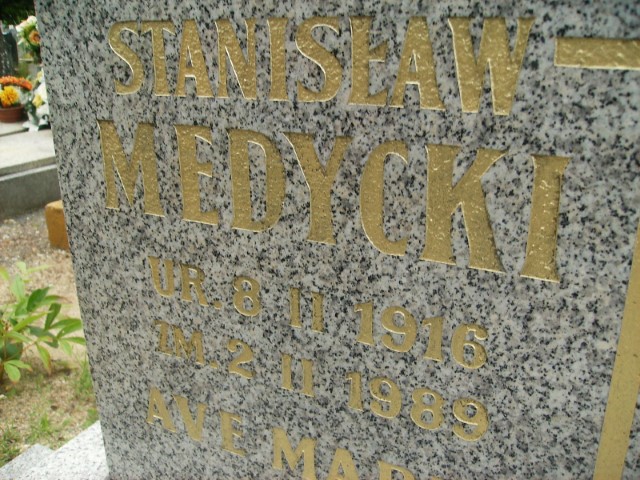 STANISŁAW
MEDYCKI
UR. 8 II 1916
ZM. 2 II 1989
AVE